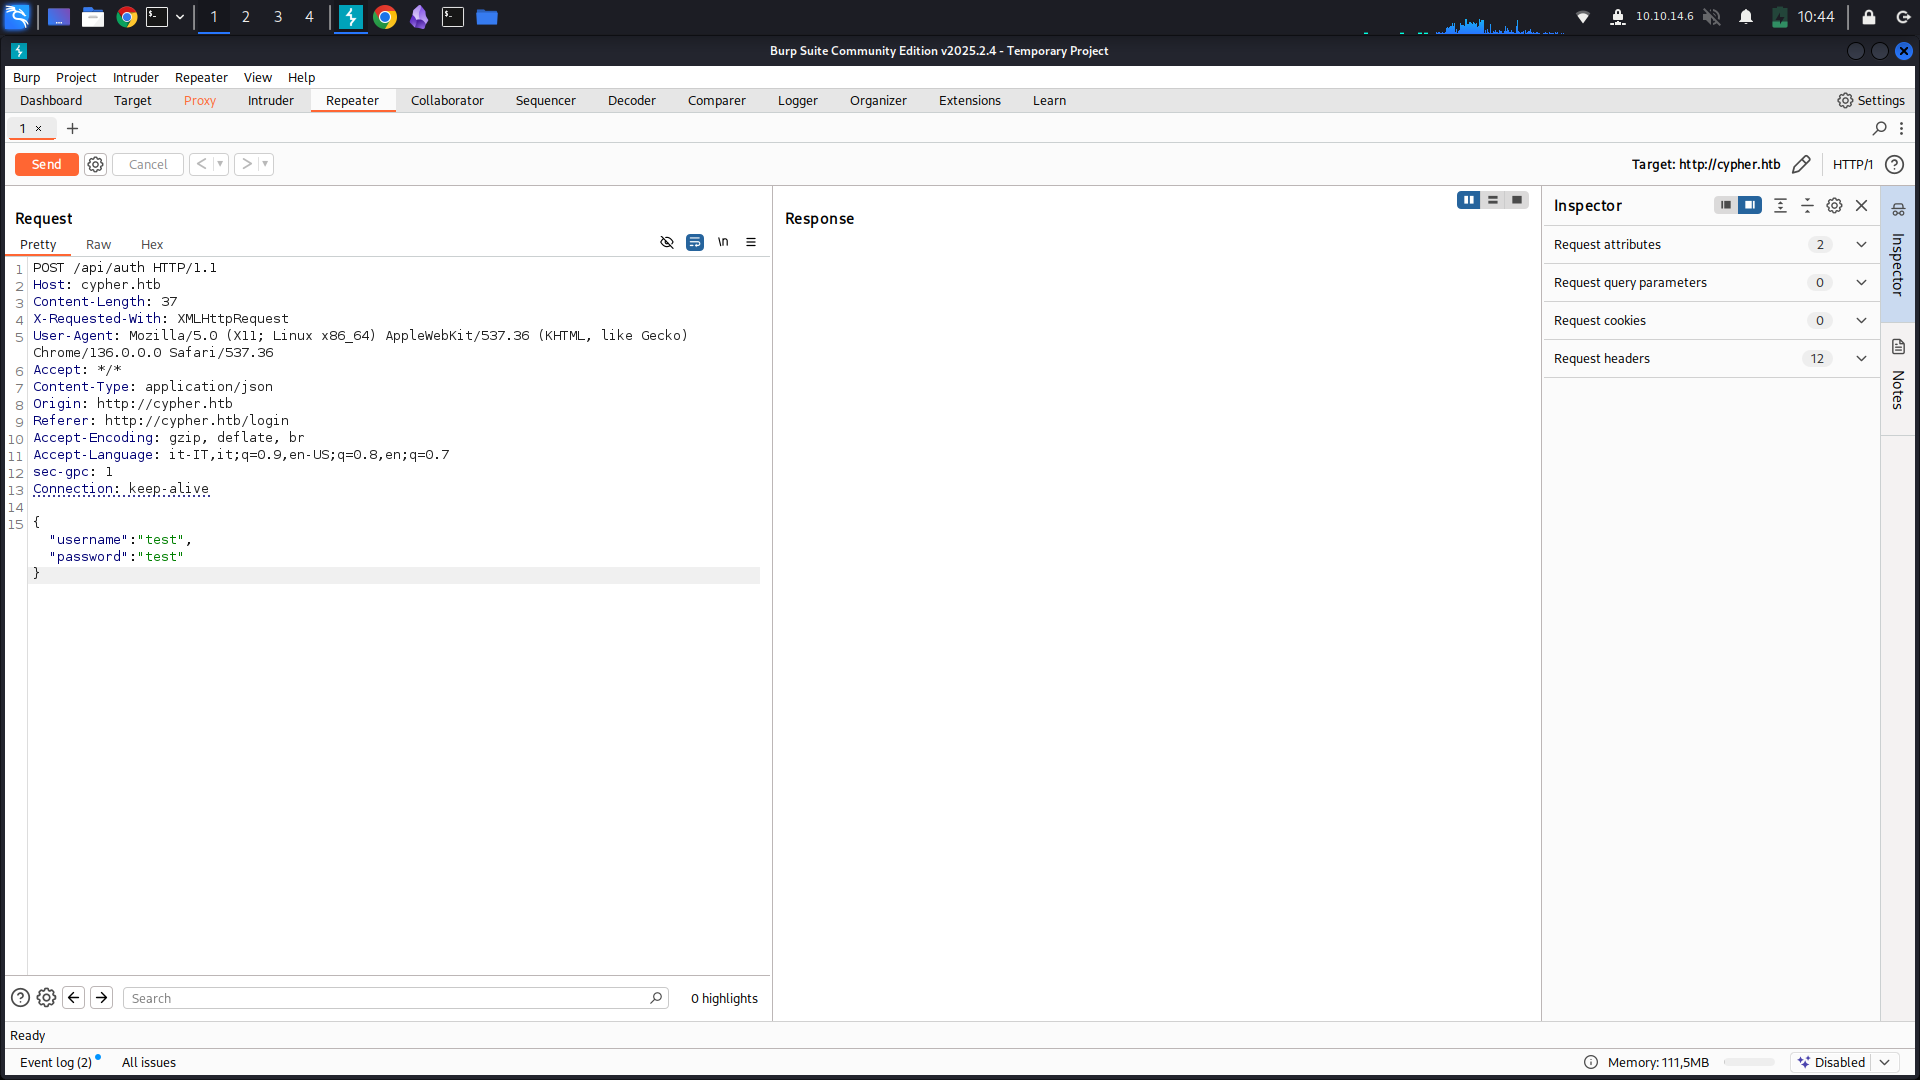 1 2 3 4 10.10.14.6 10:44
Burp Suite Community Edition v2025.2.4 - Temporary Project
Burp Project Intruder Repeater View Help
Dashboard Target Proxy Intruder Repeater Collaborator Sequencer Decoder Comparer Logger Organizer Extensions Learn Settings
1 × +
Send Cancel < > Target: http://cypher.htb HTTP/1
Request
Pretty Raw Hex \n
1 POST /api/auth HTTP/1.1
2 Host: cypher.htb
3 Content-Length: 37
4 X-Requested-With: XMLHttpRequest
5 User-Agent: Mozilla/5.0 (X11; Linux x86_64) AppleWebKit/537.36 (KHTML, like Gecko)
Chrome/136.0.0.0 Safari/537.36
6 Accept: */*
7 Content-Type: application/json
8 Origin: http://cypher.htb
9 Referer: http://cypher.htb/login
10 Accept-Encoding: gzip, deflate, br
11 Accept-Language: it-IT,it;q=0.9,en-US;q=0.8,en;q=0.7
12 sec-gpc: 1
13 Connection: keep-alive
14
15 {
"username":"test",
"password":"test"
}
Search 0 highlights
Response
Inspector
Request attributes 2
Request query parameters 0
Request cookies 0
Request headers 12
Inspector
Notes
Ready
Event log (2) All issues Memory: 111,5MB Disabled